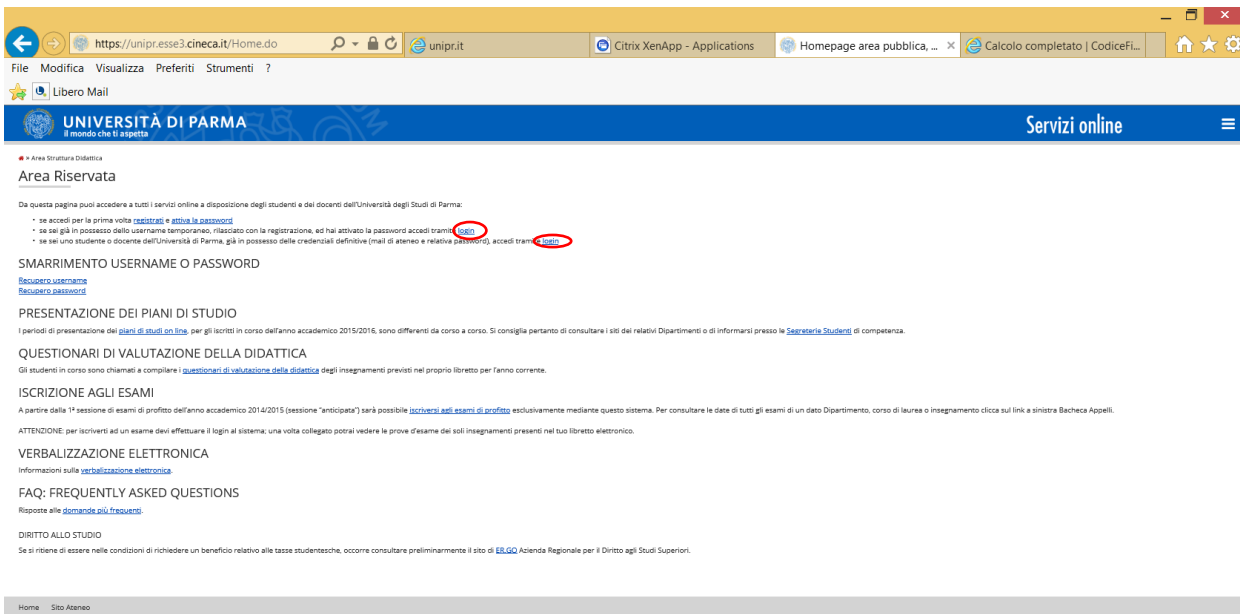 https://unipr.esse3.cineca.it/Home.do
unipr.it
Citrix XenApp - Applications
Homepage area pubblica, ...
Calcolo completato | CodiceFi...
File Modifica Visualizza Preferiti Strumenti ?
Libero Mail
UNIVERSITÀ DI PARMA
il mondo che ti aspetta
Servizi online
> Area Struttura Didattica
Area Riservata
Da questa pagina puoi accedere a tutti i servizi online a disposizione degli studenti e dei docenti dell'Università degli Studi di Parma:
• se accedi per la prima volta registrati e attiva la password
• se sei già in possesso dello username temporaneo, rilasciato con la registrazione, ed hai attivato la password accedi tramite login
• se sei uno studente o docente dell'Università di Parma, già in possesso delle credenziali definitive (mail di ateneo e relativa password), accedi tramite login
SMARRIMENTO USERNAME O PASSWORD
Recupero username
Recupero password
PRESENTAZIONE DEI PIANI DI STUDIO
I periodi di presentazione dei piani di studi on line, per gli iscritti in corso dell'anno accademico 2015/2016, sono differenti da corso a corso. Si consiglia pertanto di consultare i siti dei relativi Dipartimenti o di informarsi presso le Segreterie Studenti di competenza.
QUESTIONARI DI VALUTAZIONE DELLA DIDATTICA
Gli studenti in corso sono chiamati a compilare i questionari di valutazione della didattica degli insegnamenti previsti nel proprio libretto per l'anno corrente.
ISCRIZIONE AGLI ESAMI
A partire dalla 1ª sessione di esami di profitto dell'anno accademico 2014/2015 (sessione "anticipata") sarà possibile iscriversi agli esami di profitto esclusivamente mediante questo sistema. Per consultare le date di tutti gli esami di un dato Dipartimento, corso di laurea o insegnamento clicca sul link a sinistra Bacheca Appelli.
ATTENZIONE: per iscriverti ad un esame devi effettuare il login al sistema; una volta collegato potrai vedere le prove d'esame dei soli insegnamenti presenti nel tuo libretto elettronico.
VERBALIZZAZIONE ELETTRONICA
Informazioni sulla verbalizzazione elettronica.
FAQ: FREQUENTLY ASKED QUESTIONS
Risposte alle domande più frequenti.
DIRITTO ALLO STUDIO
Se si ritiene di essere nelle condizioni di richiedere un beneficio relativo alle tasse studentesche, occorre consultare preliminarmente il sito di ER.GO Azienda Regionale per il Diritto agli Studi Superiori.
Home Sito Ateneo